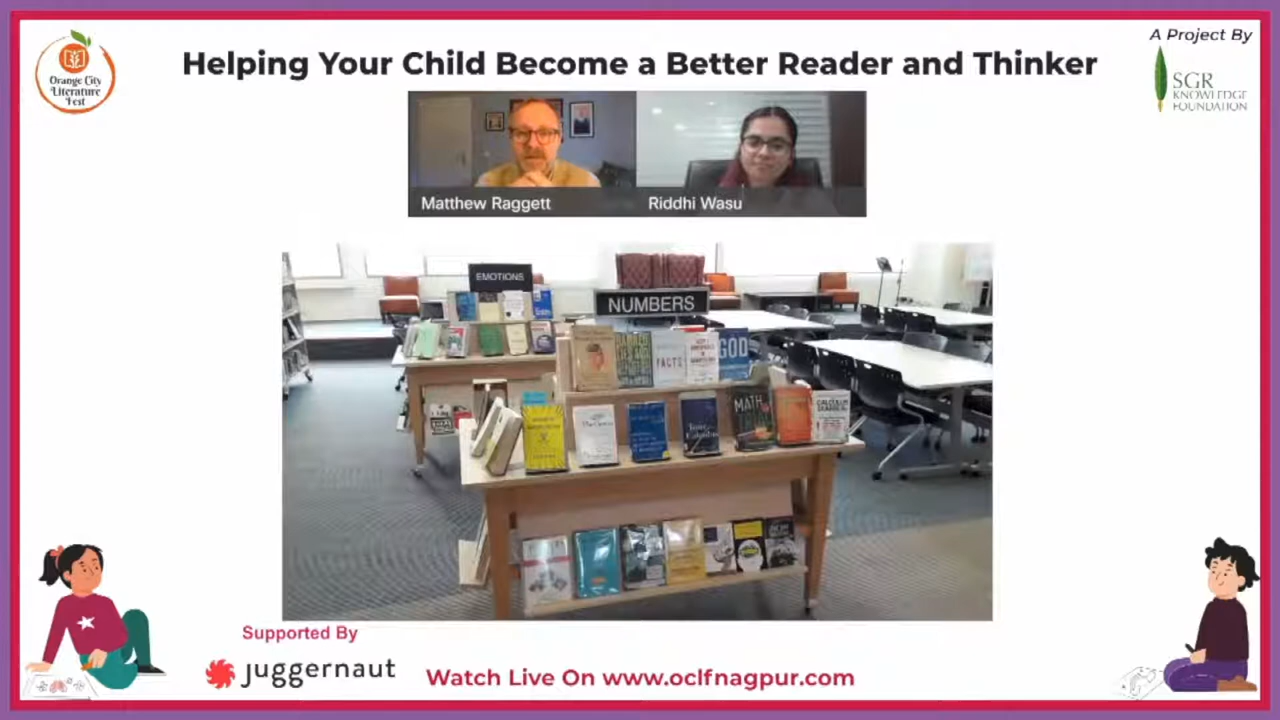 Orange City
Literature
Fest
Helping Your Child Become a Better Reader and Thinker
A Project By
SGR
KNOWLEDGE
FOUNDATION
Matthew Raggett
Riddhi Wasu
EMOTIONS
NUMBERS
FACTS
GOD
MATH
Supported By
juggernaut
Watch Live On www.oclfnagpur.com